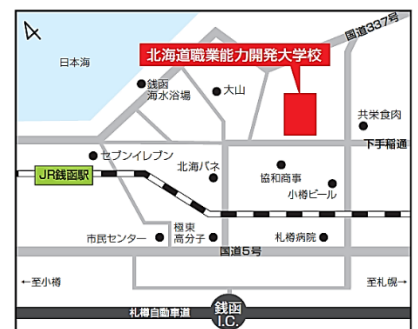 国道337号
日本海
北海道職業能力開発大学校
銭函
海水浴場
大山
共栄食肉
下手稲通
セブンイレブン
JR銭函駅
北海バネ
協和商事
小樽ビール
市民センター
極東
高分子
札樽病院
国道5号
←至小樽
至札幌→
札樽自動車道
銭函
I.C.